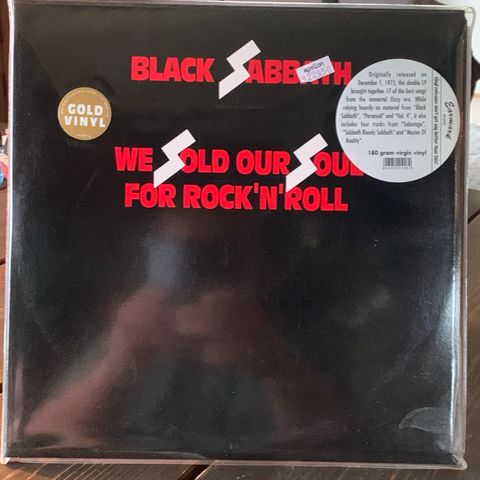 BLACK SABBATH
WE SOLD OUR SOUL
FOR ROCK'N'ROLL
GOLD
VINYL
Originally released on
December 1, 1975, this double LP
brought together 17 of the best songs
from the immortal Ozzy era. While
relying heavily on material from "Black
Sabbath", "Paranoid" and "Vol. 4", it also
includes four tracks from "Sabotage",
"Sabbath Bloody Sabbath" and "Master Of
Reality".
180 gram virgin vinyl
Earmark